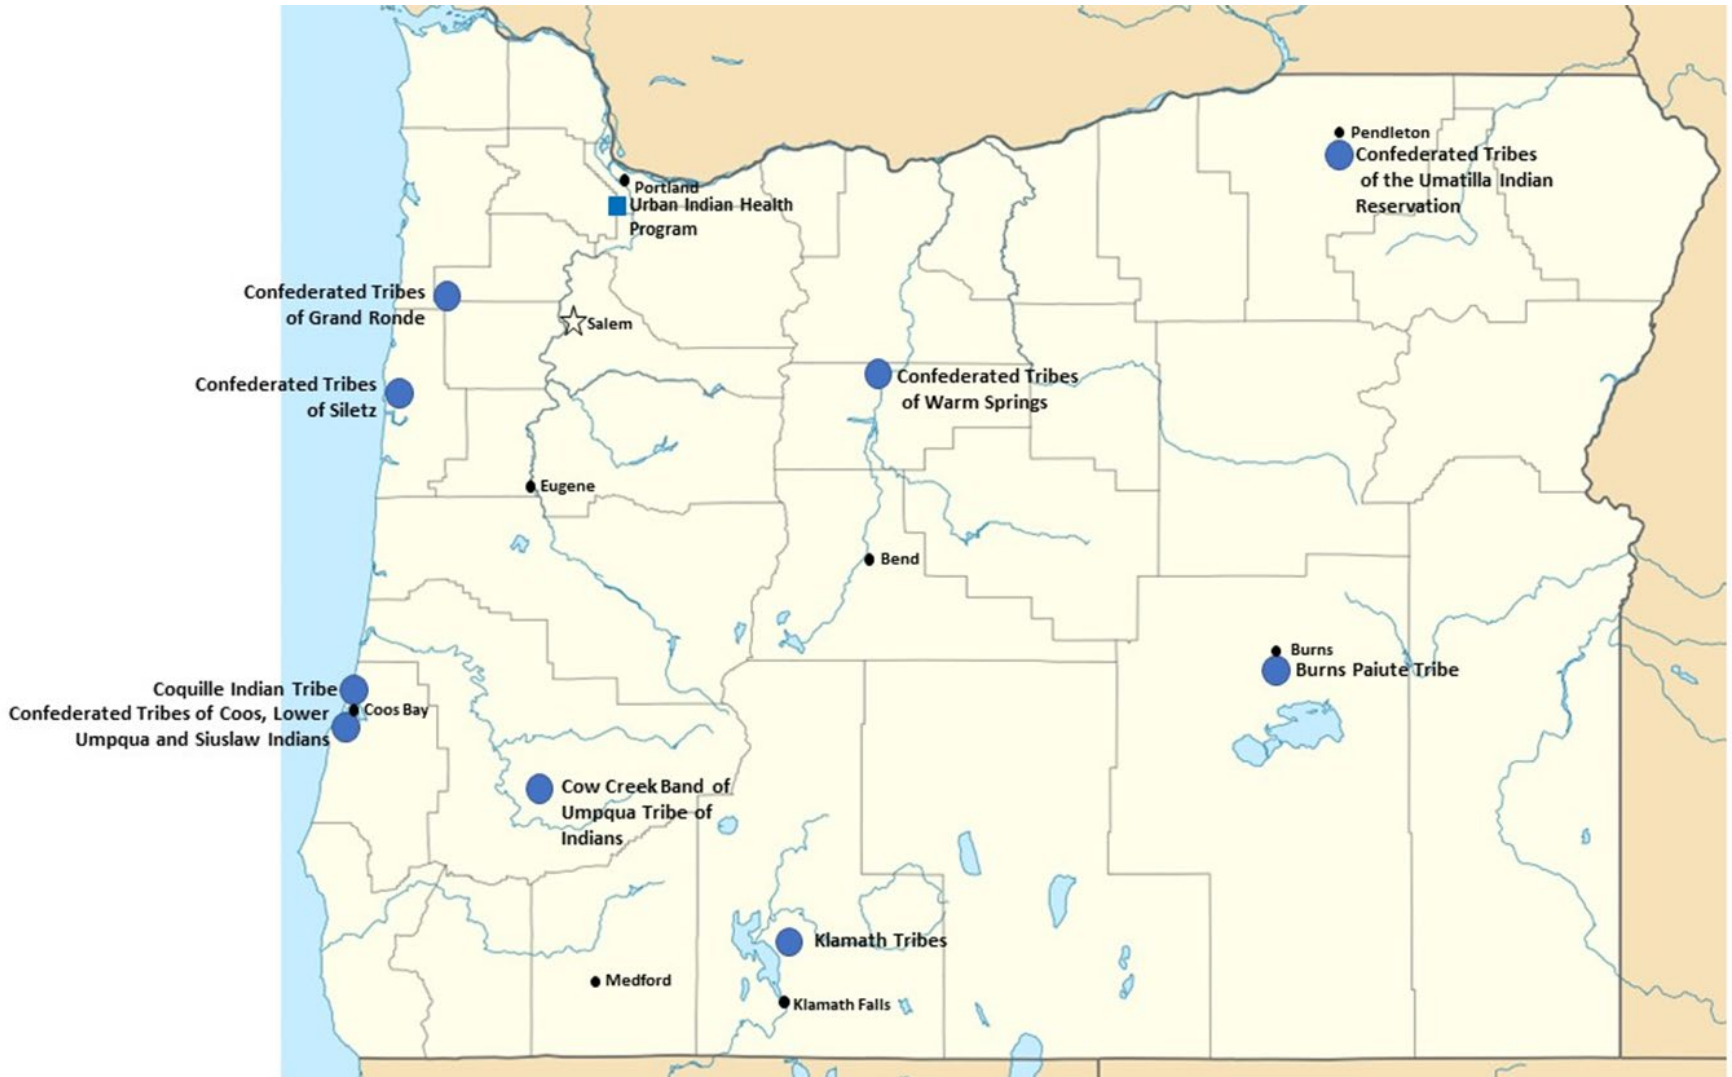 Pendleton
Confederated Tribes
of the Umatilla Indian
Reservation
Portland
Urban Indian Health
Program
Confederated Tribes
of Grand Ronde
Salem
Confederated Tribes
of Siletz
Confederated Tribes
of Warm Springs
Eugene
Bend
Burns
Burns Paiute Tribe
Coquille Indian Tribe
Coos Bay
Confederated Tribes of Coos, Lower
Umpqua and Siuslaw Indians
Cow Creek Band of
Umpqua Tribe of
Indians
Klamath Tribes
Medford
Klamath Falls